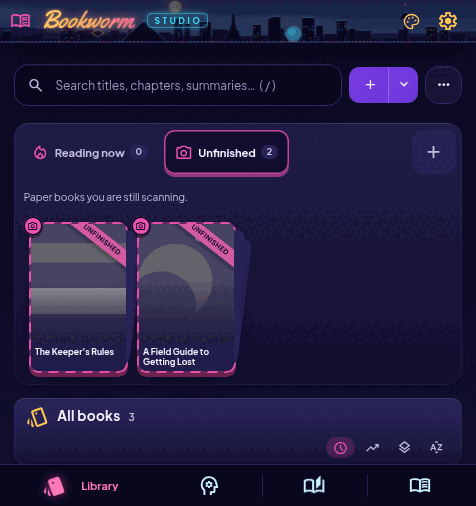 Bookworm
STUDIO
Search titles, chapters, summaries... (/)
Reading now 0
Unfinished 2
Paper books you are still scanning.
UNFINISHED
The Keeper's Rules
UNFINISHED
A Field Guide to
Getting Lost
All books 3
AZ
Library